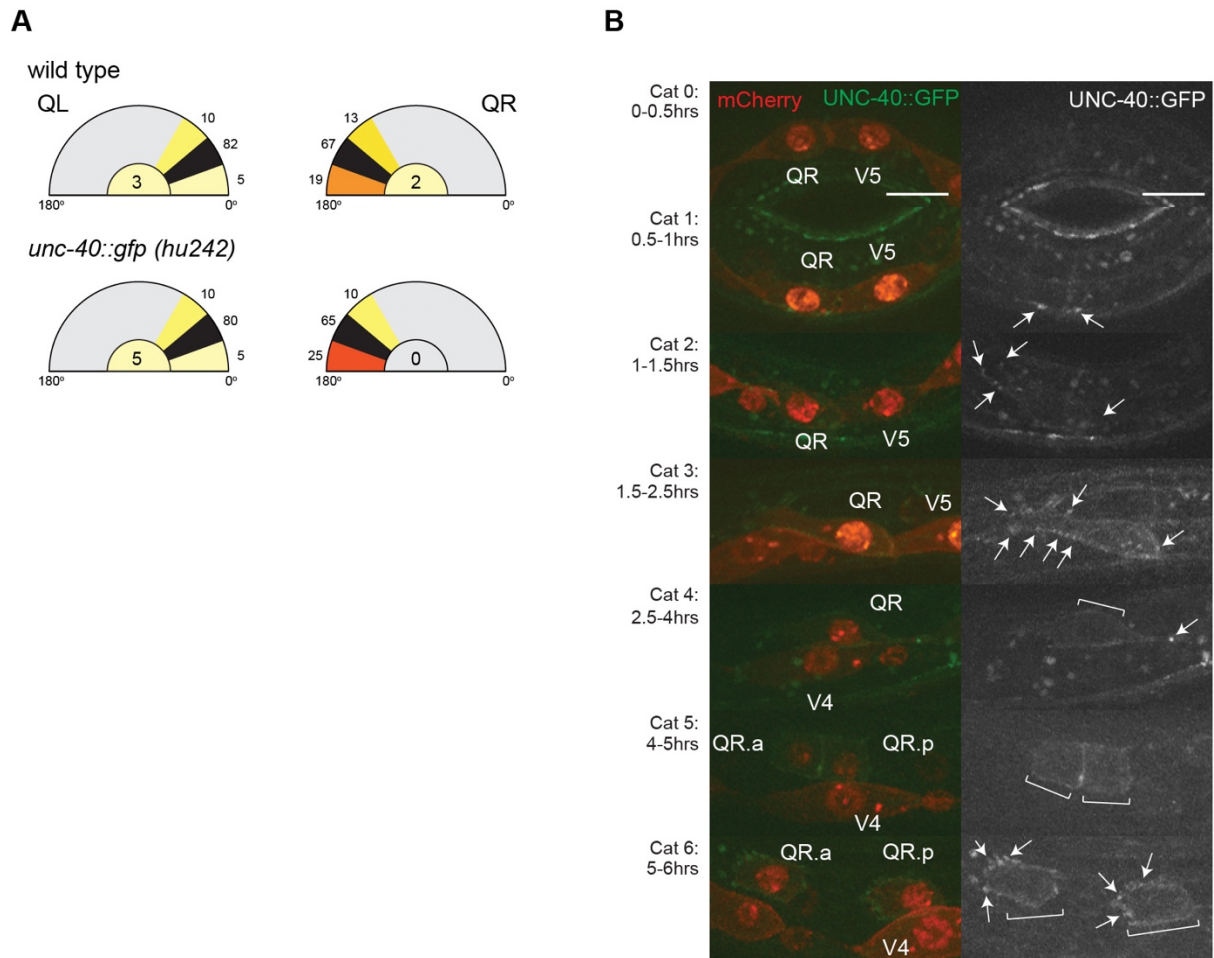 A
wild type
QL
10
82
5
3
180º
0º
QR
13
67
19
2
180º
0º
unc-40::gfp (hu242)
10
80
5
5
180º
0º
10
65
25
0
180º
0º
B
Cat 0:
0-0.5hrs
mCherry UNC-40::GFP
UNC-40::GFP
QR V5
Cat 1:
0.5-1hrs
QR V5
Cat 2:
1-1.5hrs
QR V5
Cat 3:
1.5-2.5hrs
QR V5
Cat 4:
2.5-4hrs
QR
V4
Cat 5:
4-5hrs
QR.a QR.p
V4
Cat 6:
5-6hrs
QR.a QR.p
V4